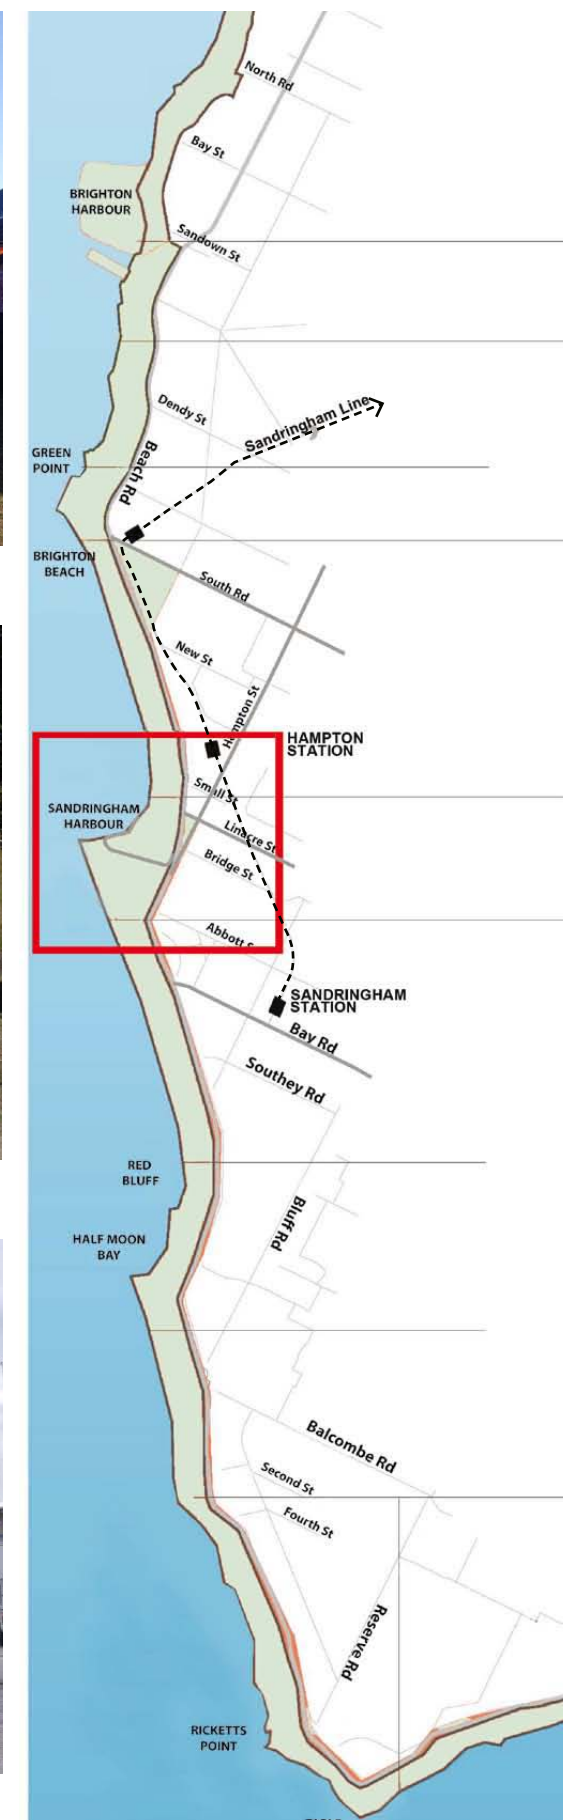 North Rd
Bay St
BRIGHTON
HARBOUR
Sandown St
Dendy St
Sandringham Line
GREEN
POINT
Beach Rd
BRIGHTON
BEACH
South Rd
New St
Hampton St
HAMPTON
STATION
Small St
SANDRINGHAM
HARBOUR
Linacre St
Bridge St
Abbott S
SANDRINGHAM
STATION
Bay Rd
Southey Rd
RED
BLUFF
Bluff Rd
HALF MOON
BAY
Balcombe Rd
Second St
Fourth St
Reserve Rd
RICKETTS
POINT